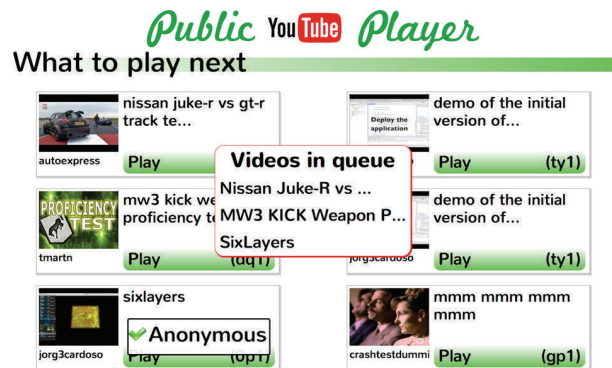 Public YouTube Player
What to play next
nissan juke-r vs gt-r
track te...
autoexpress
Play
demo of the initial
version of...
Deploy the
application
Play (ty1)
Videos in queue
Nissan Juke-R vs ...
MW3 KICK Weapon P...
SixLayers
mw3 kick we
proficiency te
PROFICIENCY
TEST
tmartn
Play (dq1)
demo of the initial
version of...
jorg3cardoso
Play (ty1)
sixlayers
Anonymous
jorg3cardoso
Play (0p1)
mmm mmm mmm
mmm
crashtestdummi
Play (gp1)